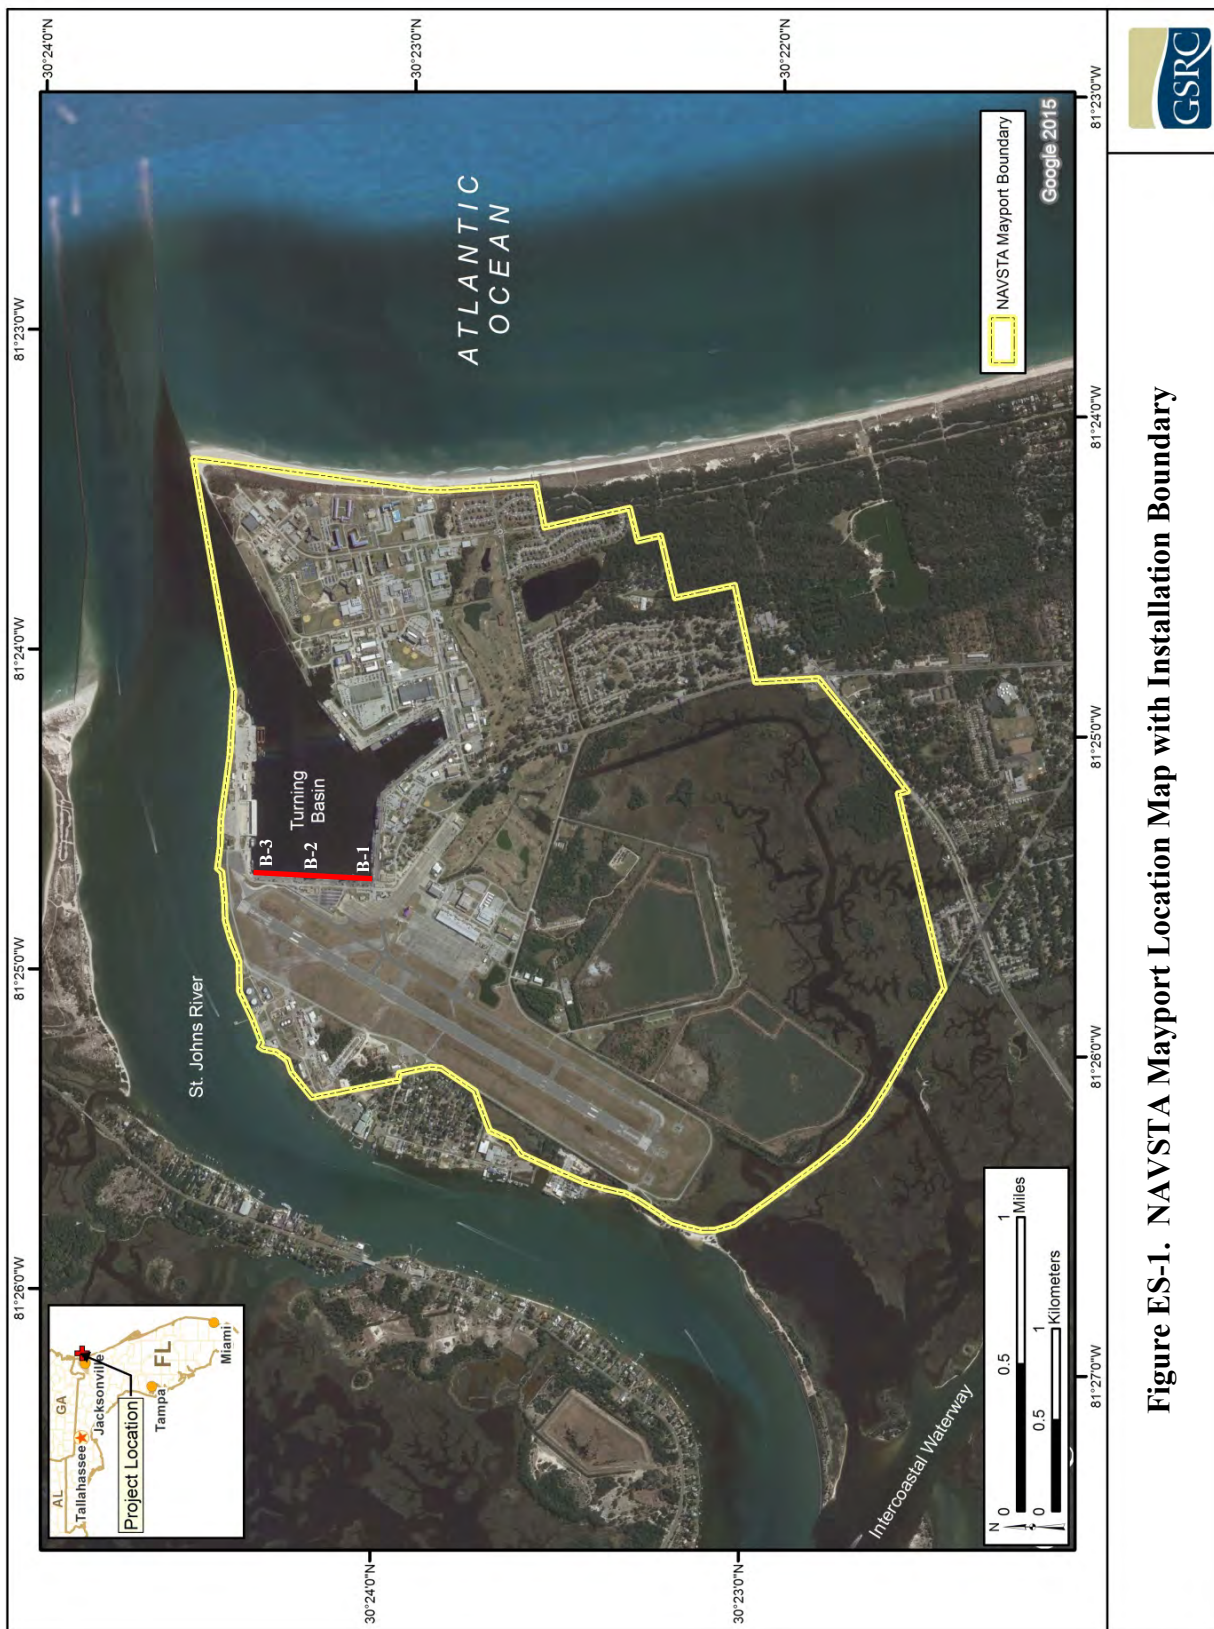 81°26'0"W
81°25'0"W
81°24'0"W
81°23'0"W
30°24'0"N
30°23'0"N
30°22'0"N
30°24'0"N
30°23'0"N
81°27'0"W
81°26'0"W
81°25'0"W
81°24'0"W
81°23'0"W
AL
GA
Tallahassee
Jacksonville
FL
Tampa
Miami
Project Location
St. Johns River
B-3
B-2
B-1
Turning
Basin
ATLANTIC
OCEAN
Intercoastal Waterway
N
0
0.5
1
Miles
0
0.5
1
Kilometers
NAVSTA Mayport Boundary
Google 2015
Figure ES-1. NAVSTA Mayport Location Map with Installation Boundary
GSRC